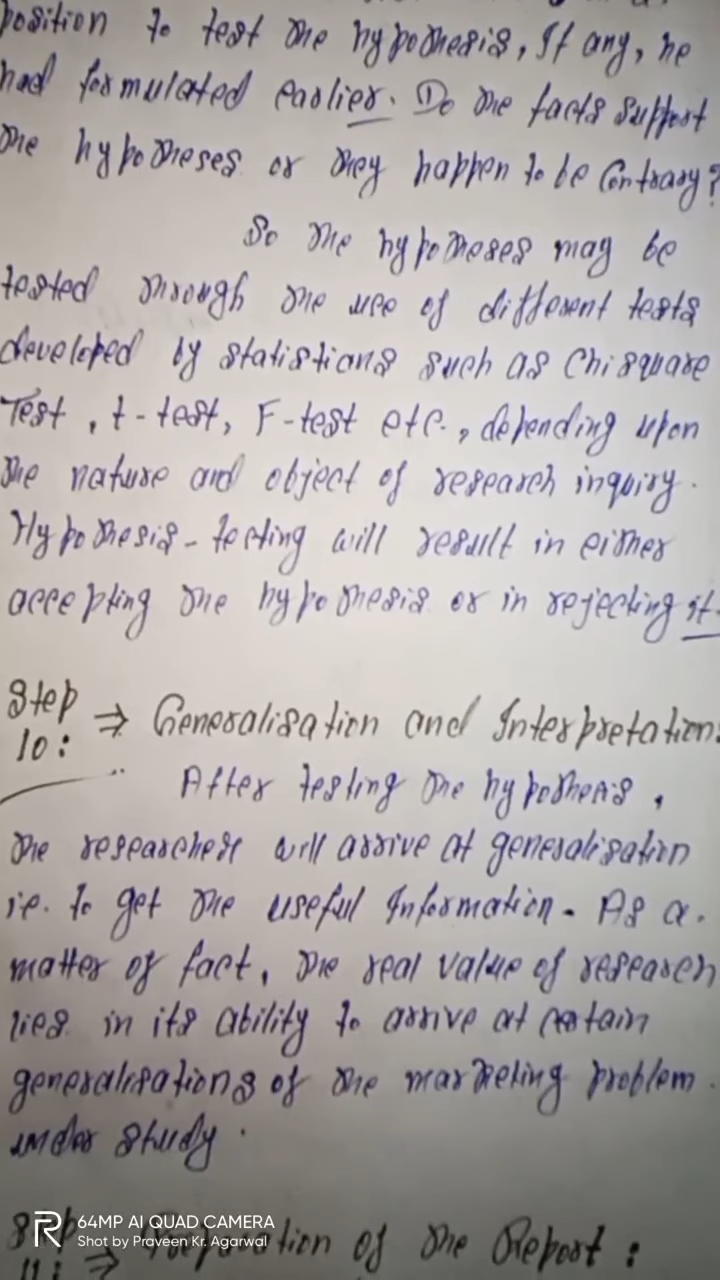 position to test the hypothesis, If any, he
had formulated earlier. Do the facts support
the hypotheses or they happen to be Contrary?
So the hypotheses may be
tested through the use of different tests
developed by statistians such as Chi square
Test, t-test, F-test etc., depending upon
the nature and object of research inquiry.
Hypothesis-testing will result in either
accepting the hypothesis or in rejecting it.
Step
10: ⇒ Generalisation and Interpretation:
After testing the hypothesis,
the researcher will arrive at generalisation
i.e. to get the useful Information. As a.
matter of fact, the real value of research
lies in its ability to arrive at certain
generalisations of the marketing problem
under study.
Step
11: ⇒ Preparation of the Report:
64MP AI QUAD CAMERA
Shot by Praveen Kr. Agarwal